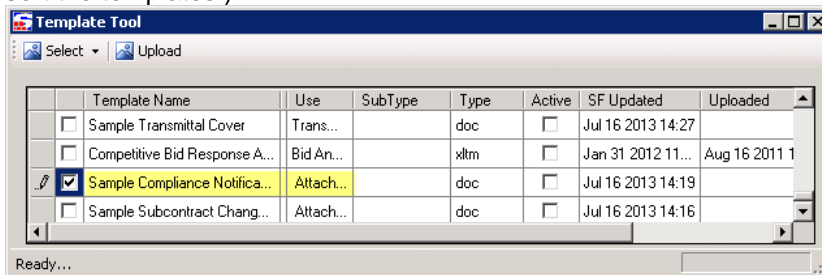 Template Tool
Select Upload
Template Name Use SubType Type Active SF Updated Uploaded
Sample Transmittal Cover Trans... doc Jul 16 2013 14:27
Competitive Bid Response A... Bid An... xltm Jan 31 2012 11... Aug 16 2011 1
Sample Compliance Notifica... Attach... doc Jul 16 2013 14:19
Sample Subcontract Chang... Attach... doc Jul 16 2013 14:16
Ready...